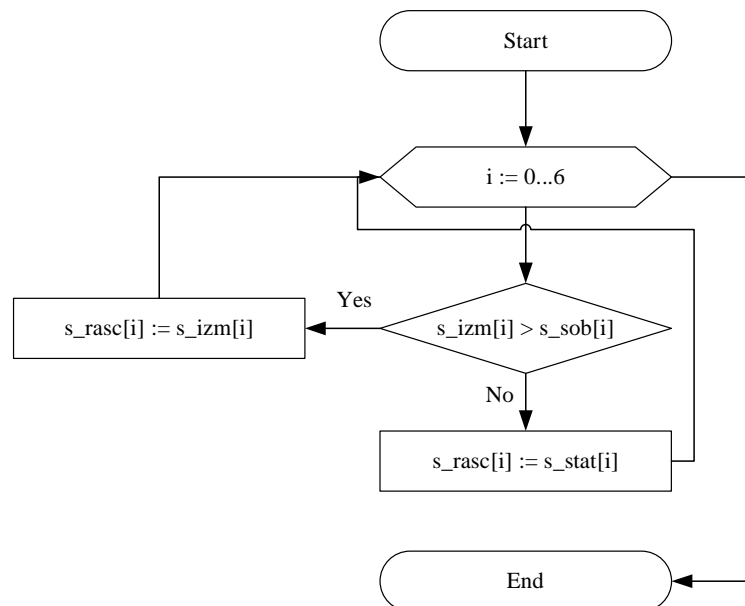 Start
i := 0...6
Yes
s_rasc[i] := s_izm[i]
s_izm[i] > s_sob[i]
No
s_rasc[i] := s_stat[i]
End